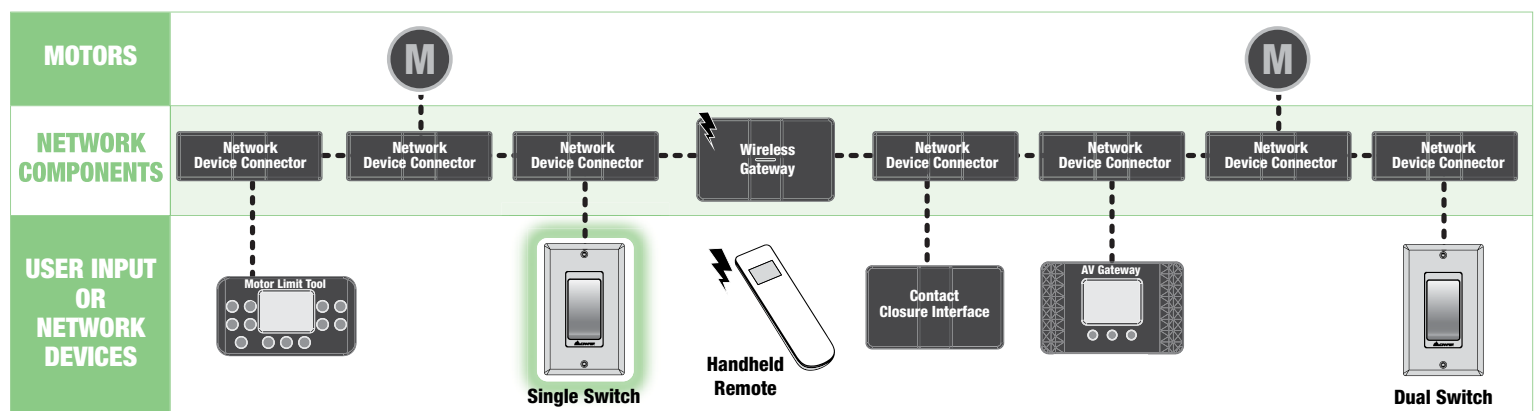 MOTORS
M
M
NETWORK
COMPONENTS
Network
Device Connector
Network
Device Connector
Network
Device Connector
Wireless
Gateway
Network
Device Connector
Network
Device Connector
Network
Device Connector
Network
Device Connector
USER INPUT
OR
NETWORK
DEVICES
Motor Limit Tool
Single Switch
Handheld
Remote
Contact
Closure Interface
AV Gateway
Dual Switch